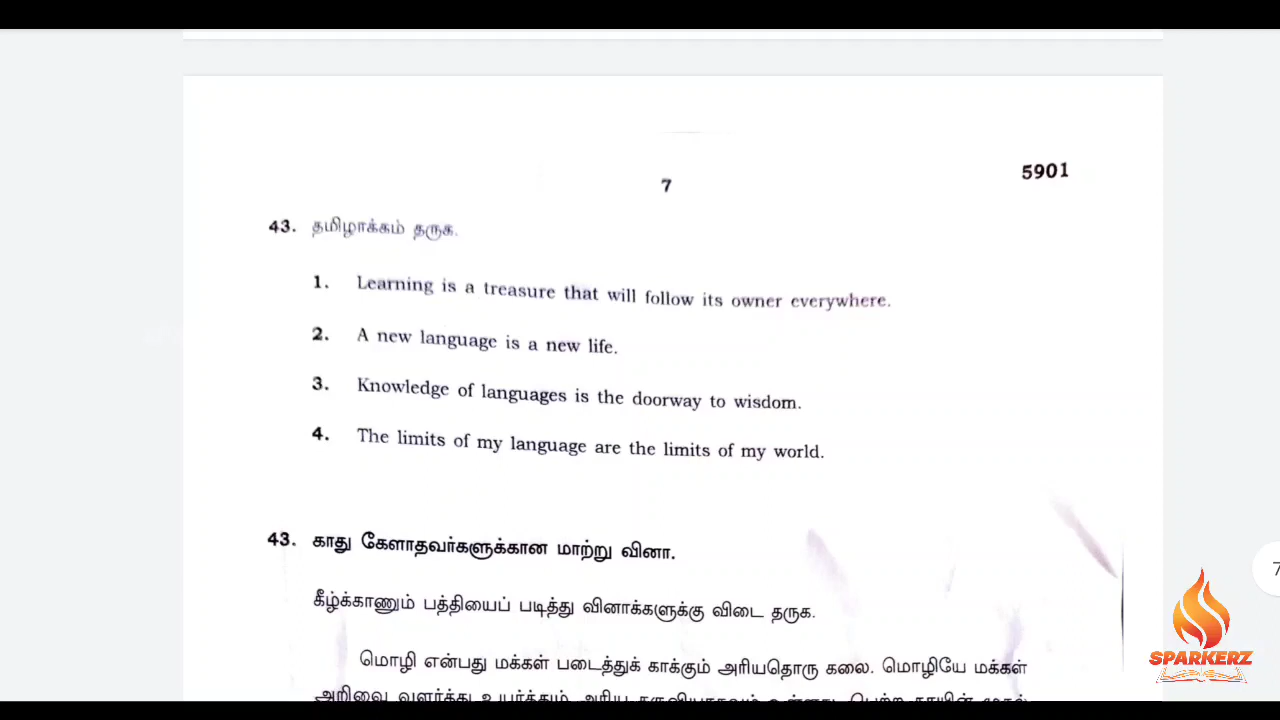 5901
7
43. தமிழாக்கம் தருக.
1. Learning is a treasure that will follow its owner everywhere.
2. A new language is a new life.
3. Knowledge of languages is the doorway to wisdom.
4. The limits of my language are the limits of my world.
43. காது கேளாதவர்களுக்கான மாற்று வினா.
கீழ்க்காணும் பத்தியைப் படித்து வினாக்களுக்கு விடை தருக.
மொழி என்பது மக்கள் படைத்துக் காக்கும் அரியதொரு கலை. மொழியே மக்கள்
7
SPARKERZ